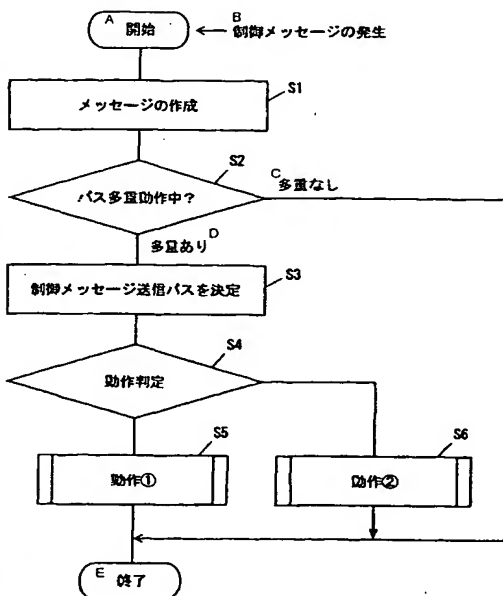 A
開始
B
制御メッセージの発生
S1
メッセージの作成
S2
パス多重動作中?
C
多重なし
多重あり
D
S3
制御メッセージ送信パスを決定
S4
動作判定
S5
動作①
S6
動作②
E
終了